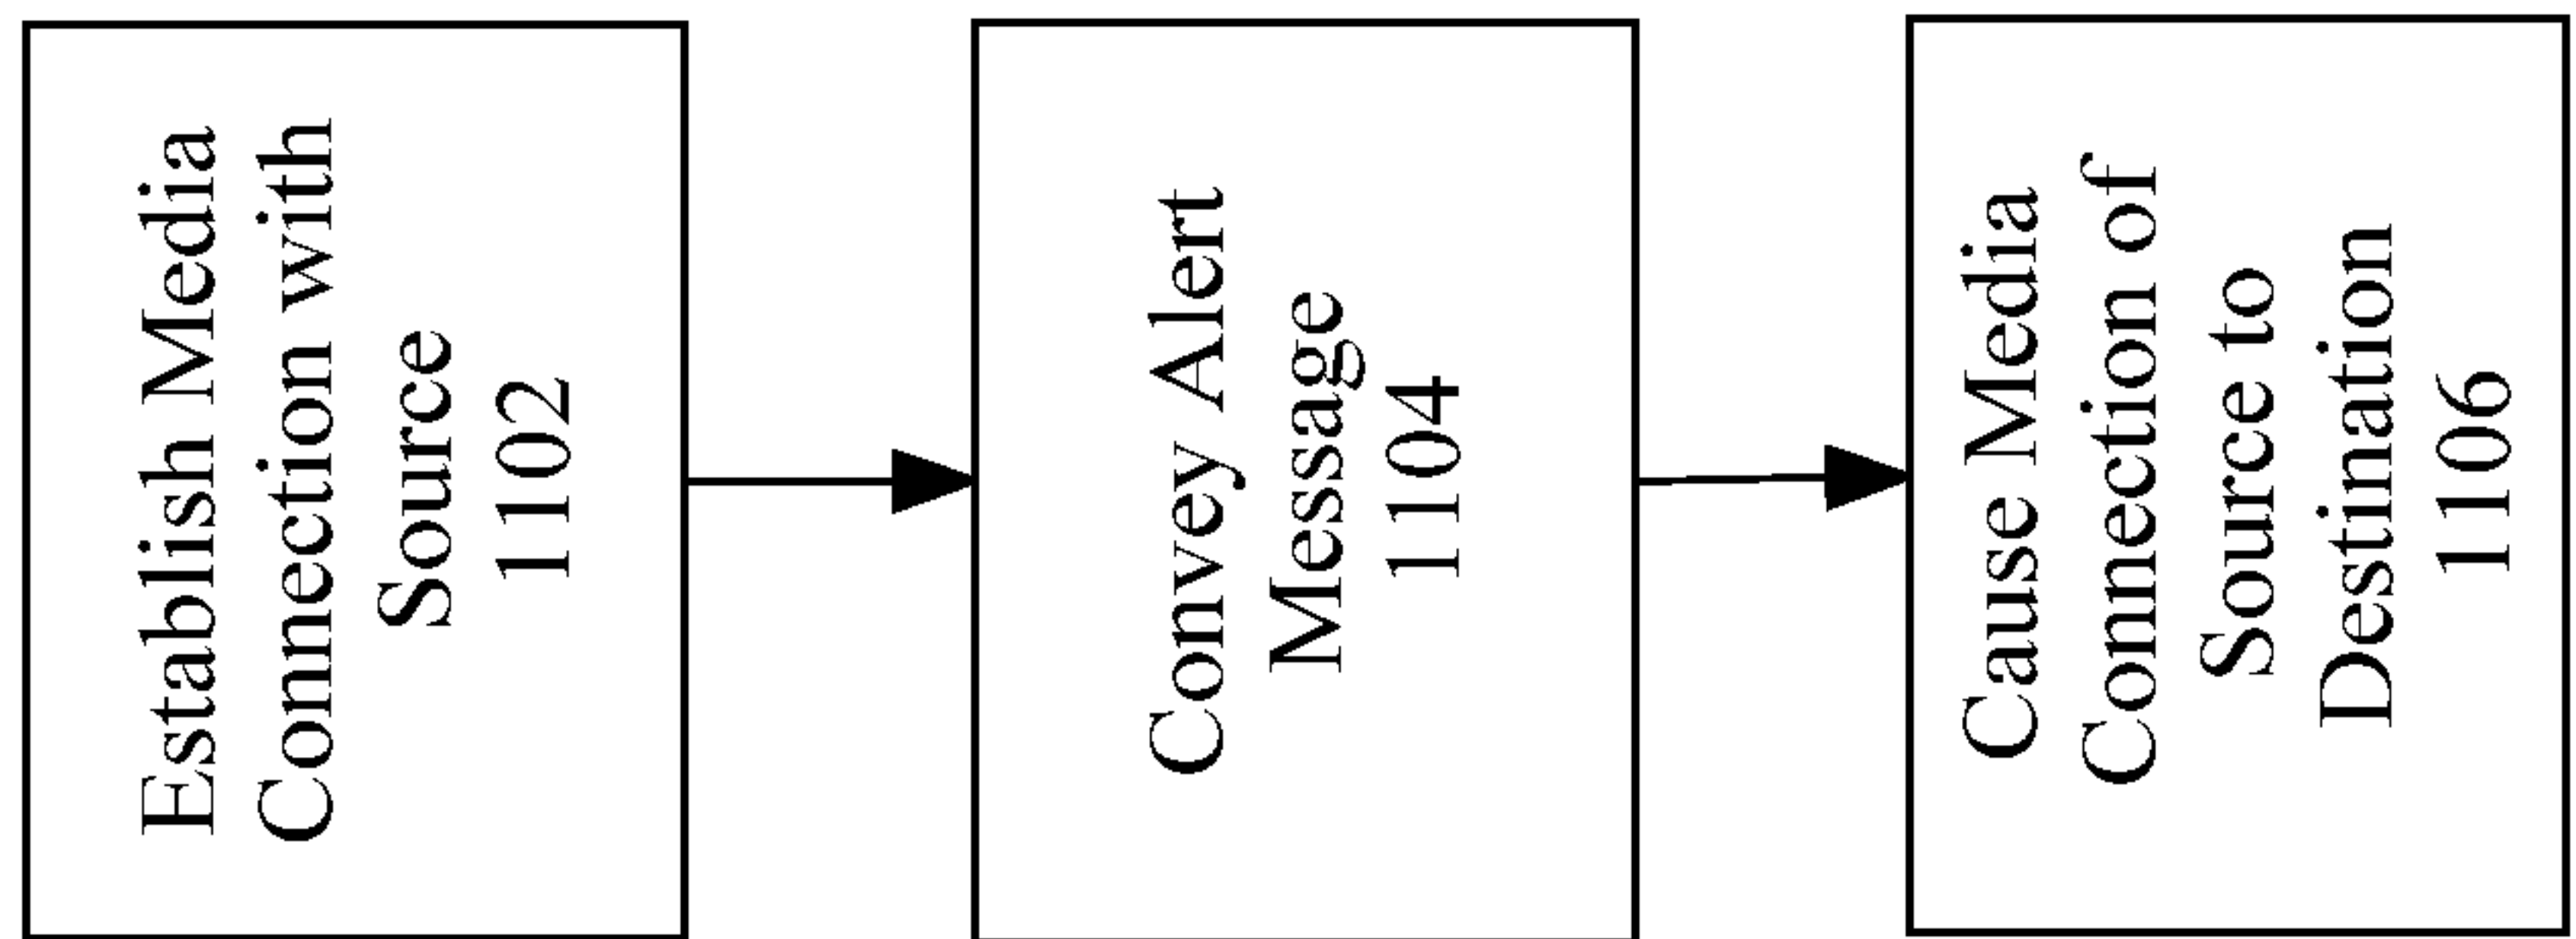 Establish Media
Connection with
Source
1102
Convey Alert
Message
1104
Cause Media
Connection of
Source to
Destination
1106